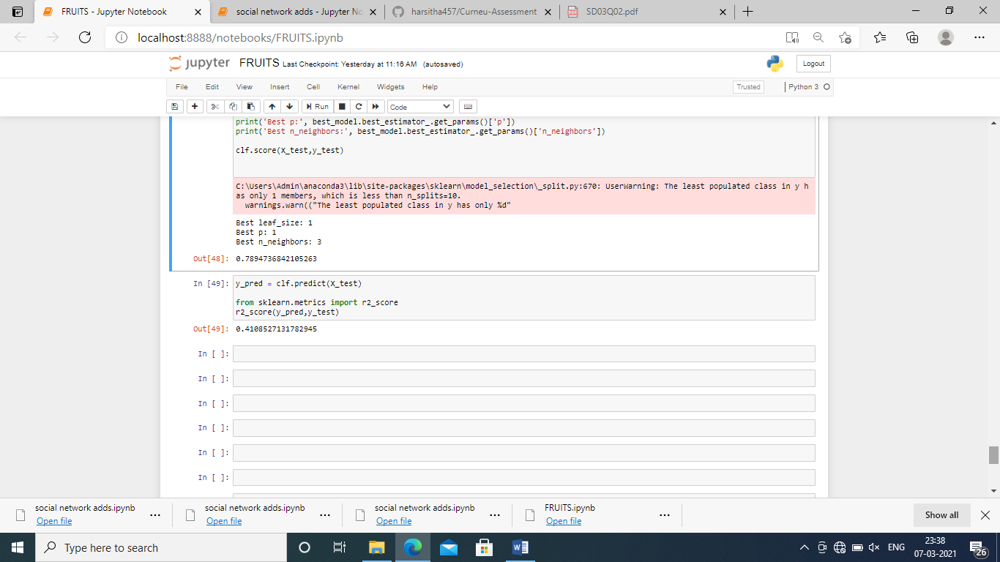 FRUITS - Jupyter Notebook
social network adds - Jupyter No
harsitha457/Curneu-Assessment
PDF
SD03Q02.pdf
localhost:8888/notebooks/FRUITS.ipynb
jupyter
FRUITS Last Checkpoint: Yesterday at 11:16 AM (autosaved)
Logout
File Edit View Insert Cell Kernel Widgets Help
Trusted
Python 3
Run
Code
print('Best p:', best_model.best_estimator_.get_params()['p'])
print('Best n_neighbors:', best_model.best_estimator_.get_params()['n_neighbors'])
clf.score(X_test,y_test)
C:\Users\Admin\anaconda3\lib\site-packages\sklearn\model_selection\_split.py:670: UserWarning: The least populated class in y h
as only 1 members, which is less than n_splits=10.
warnings.warn(("The least populated class in y has only %d"
Best leaf_size: 1
Best p: 1
Best n_neighbors: 3
Out[48]: 0.7894736842105263
In [49]: y_pred = clf.predict(X_test)
from sklearn.metrics import r2_score
r2_score(y_pred,y_test)
Out[49]: 0.4108527131782945
In [ ]:
In [ ]:
In [ ]:
In [ ]:
In [ ]:
In [ ]:
social network adds.ipynb
Open file
social network adds.ipynb
Open file
social network adds.ipynb
Open file
FRUITS.ipynb
Open file
Show all
Type here to search
W
ENG
23:38
07-03-2021
26